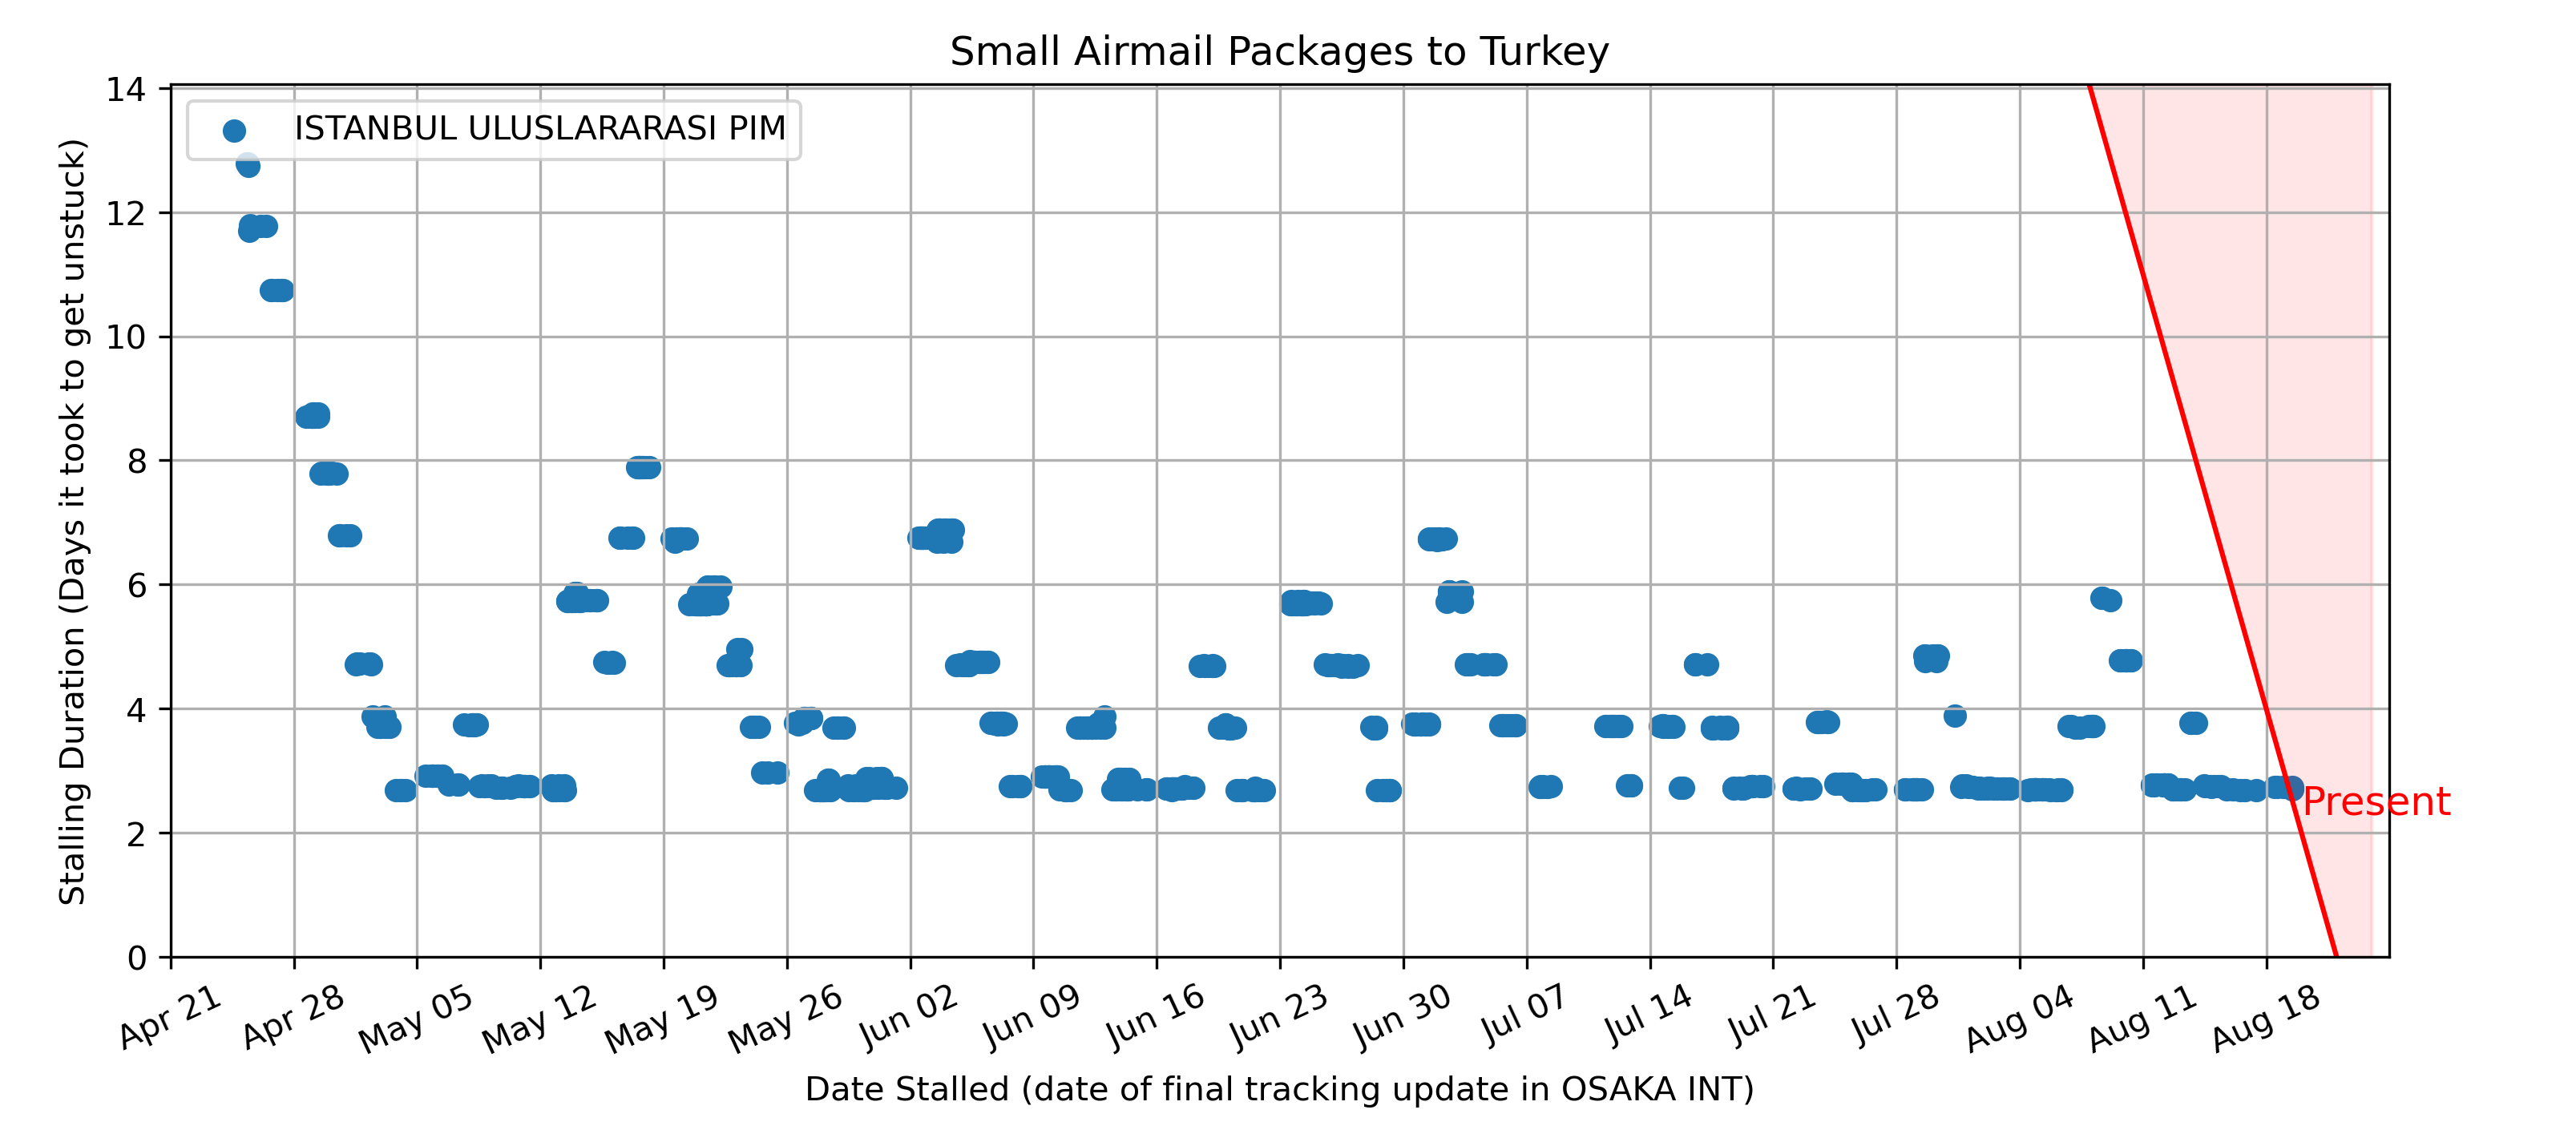 Small Airmail Packages to Turkey
ISTANBUL ULUSLARARASI PIM
Stalling Duration (Days it took to get unstuck)
14
12
10
8
6
4
2
0
Present
Apr 21
Apr 28
May 05
May 12
May 19
May 26
Jun 02
Jun 09
Jun 16
Jun 23
Jun 30
Jul 07
Jul 14
Jul 21
Jul 28
Aug 04
Aug 11
Aug 18
Date Stalled (date of final tracking update in OSAKA INT)